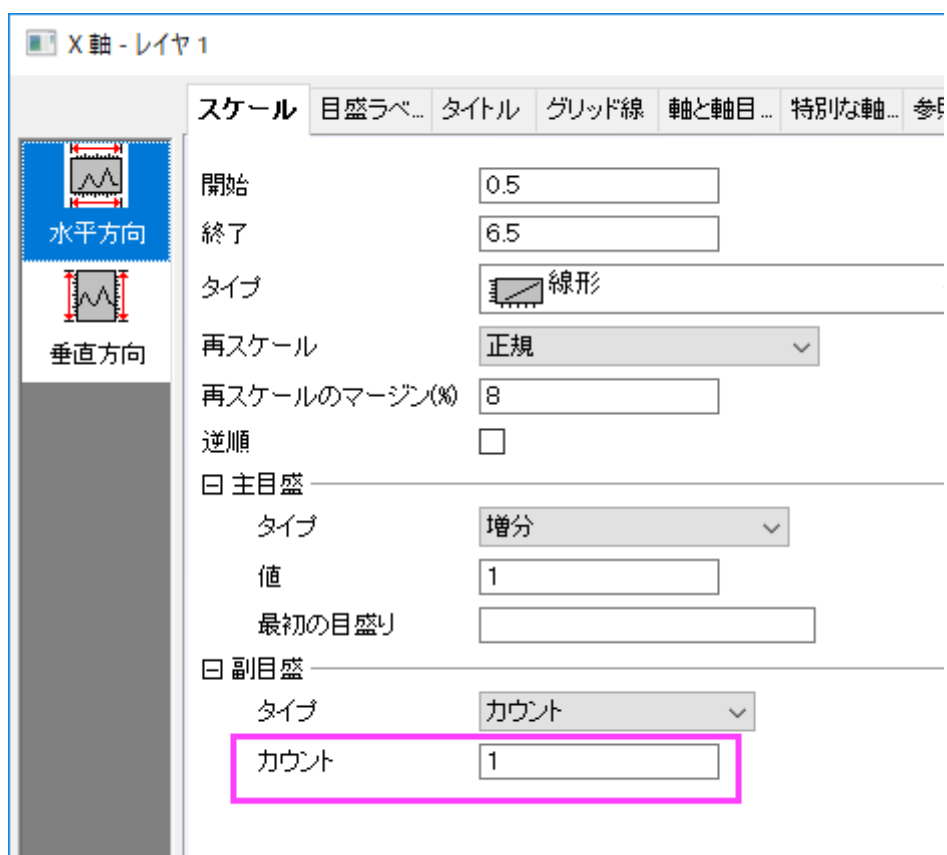 X 軸 - レイヤ 1
スケール 目盛ラベ... タイトル グリッド線 軸と軸目 ... 特別な軸... 参照
水平方向
垂直方向
開始 0.5
終了 6.5
タイプ 線形
再スケール 正規
再スケールのマージン(%) 8
逆順
主目盛
タイプ 増分
値 1
最初の目盛り
副目盛
タイプ カウント
カウント 1